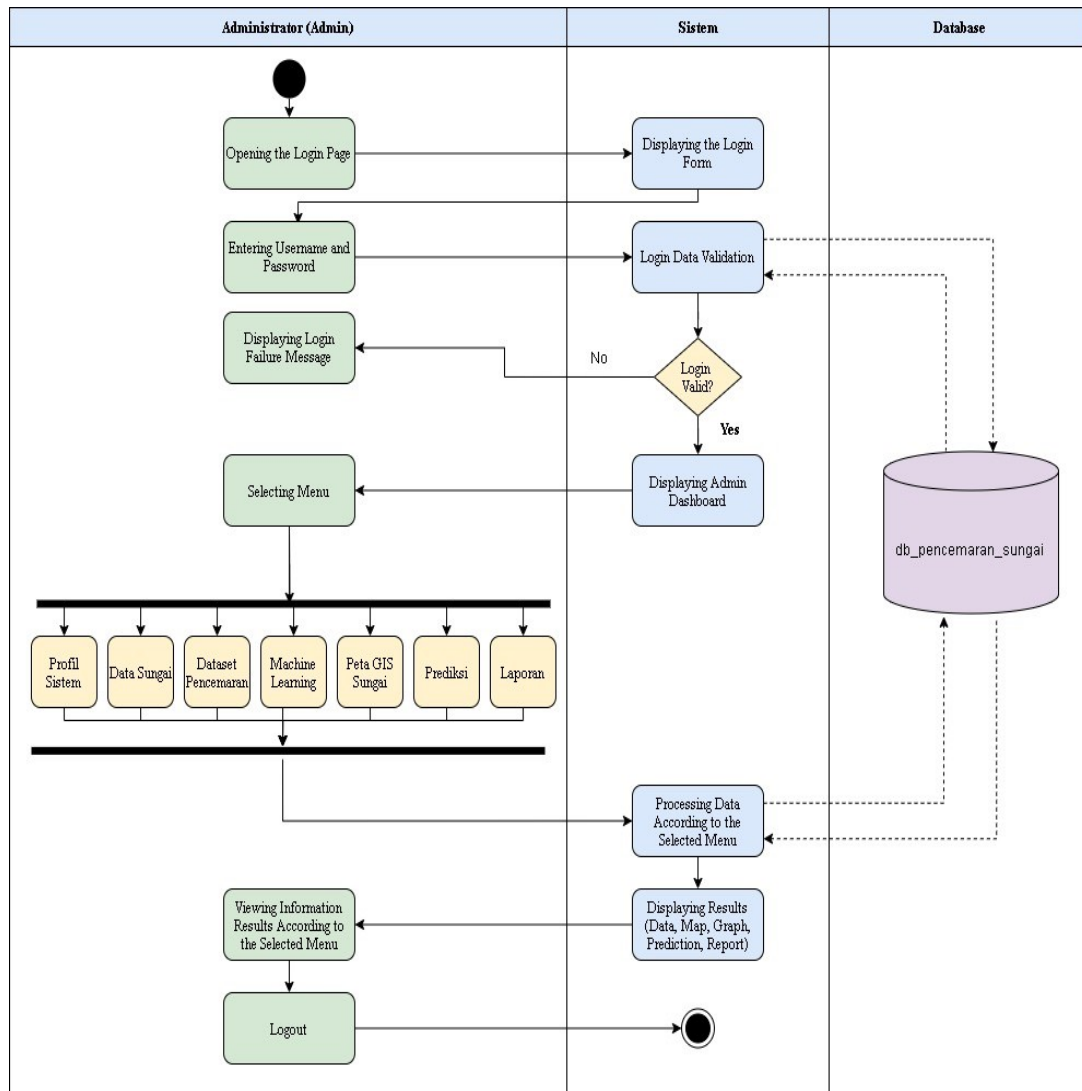 Administrator (Admin)
Sistem
Database
Opening the Login Page
Displaying the Login
Form
Entering Username and
Password
Login Data Validation
Displaying Login
Failure Message
No
Login
Valid?
Yes
Selecting Menu
Displaying Admin
Dashboard
db_pencemaran_sungai
Profil
Sistem
Data Sungai
Dataset
Pencemaran
Machine
Learning
Peta GIS
Sungai
Prediksi
Laporan
Processing Data
According to the
Selected Menu
Viewing Information
Results According to
the Selected Menu
Displaying Results
(Data, Map, Graph,
Prediction, Report)
Logout